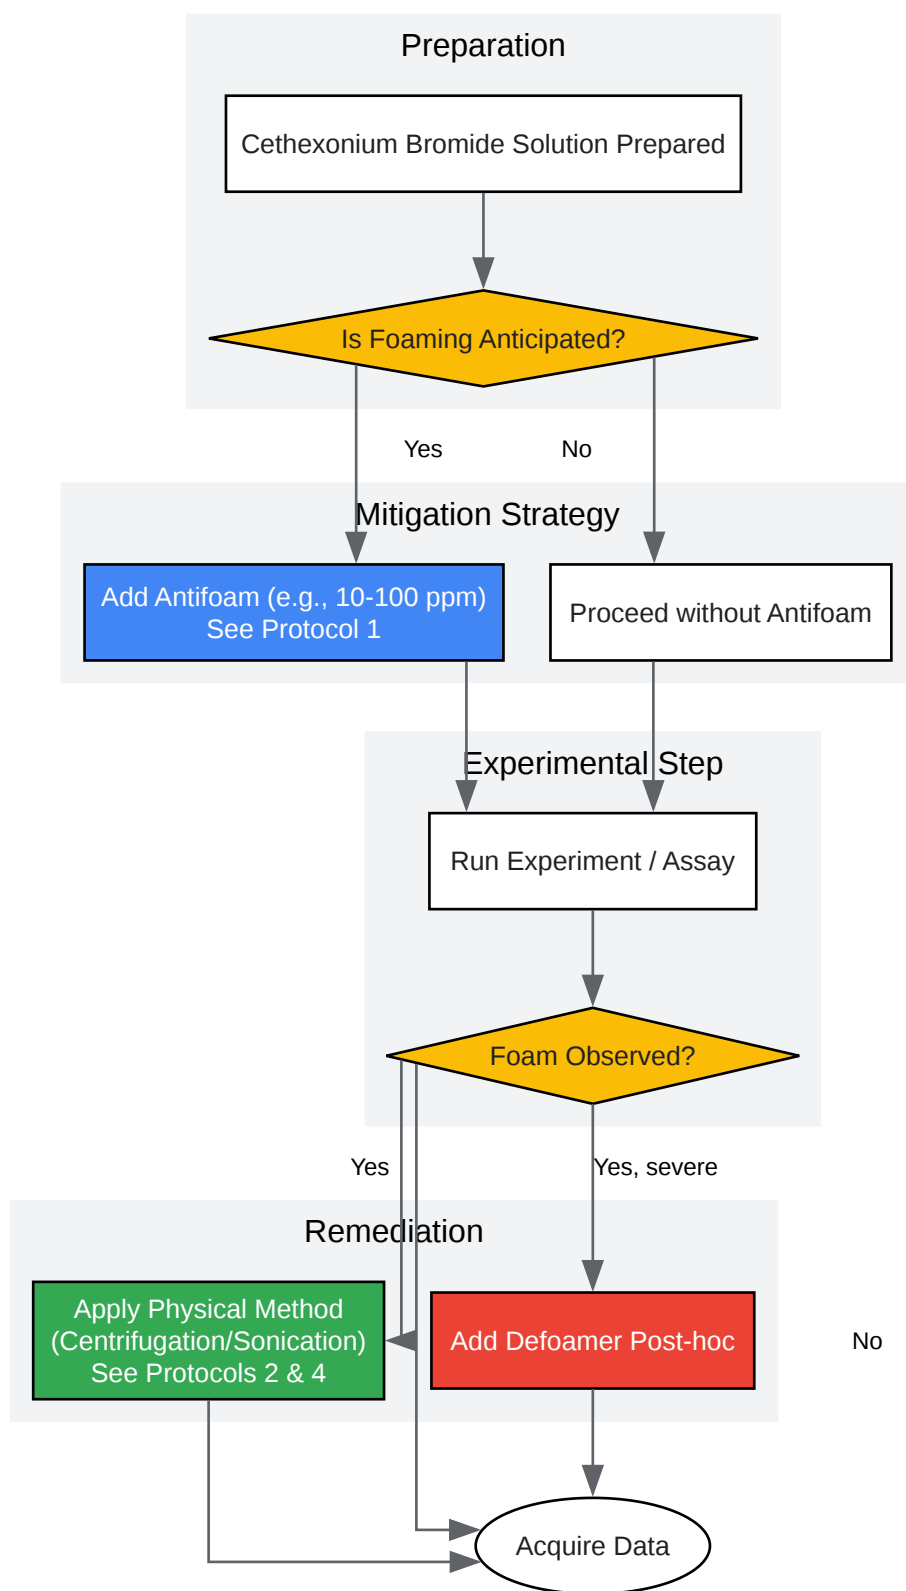 Preparation
Cethexonium Bromide Solution Prepared
Is Foaming Anticipated?
Yes
No
Mitigation Strategy
Add Antifoam (e.g., 10-100 ppm)
See Protocol 1
Proceed without Antifoam
Experimental Step
Run Experiment / Assay
Foam Observed?
Yes
Yes, severe
Remediation
Apply Physical Method
(Centrifugation/Sonication)
See Protocols 2 & 4
Add Defoamer Post-hoc
No
Acquire Data